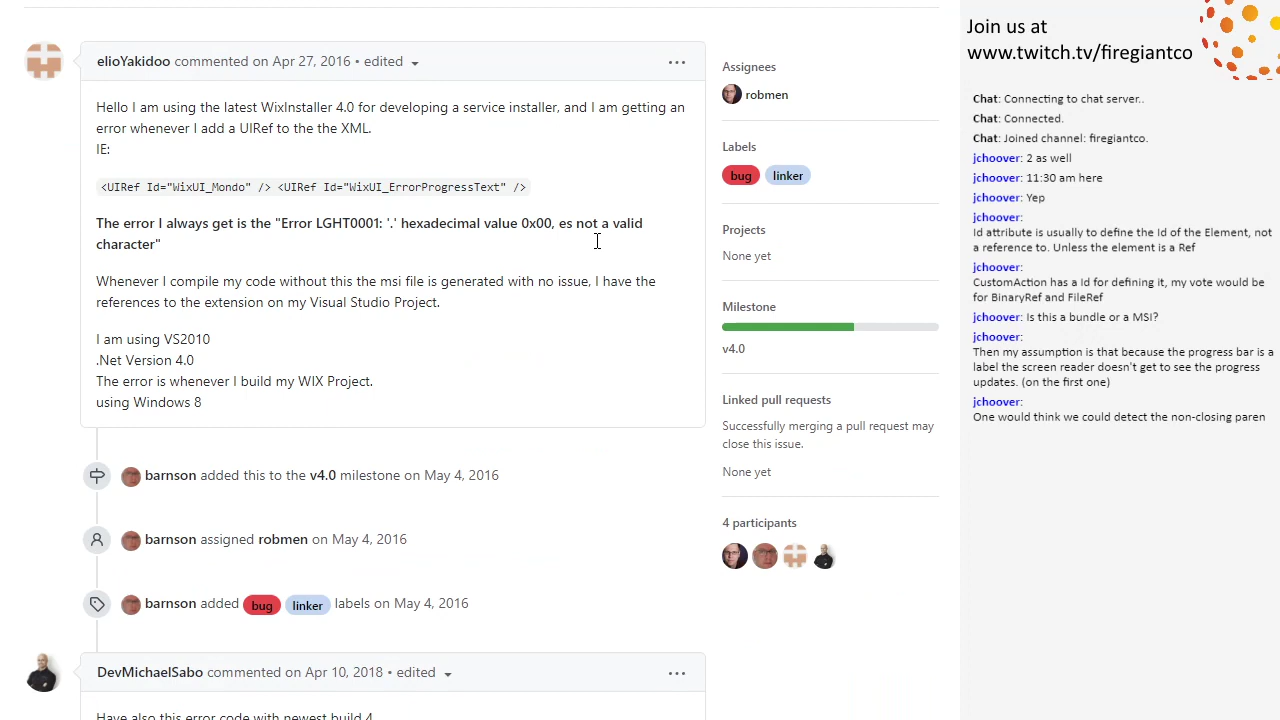 elioYakidoo commented on Apr 27, 2016 • edited
Hello I am using the latest WixInstaller 4.0 for developing a service installer, and I am getting an
error whenever I add a UIRef to the the XML.
IE:
<UIRef Id="WixUI_Mondo" /> <UIRef Id="WixUI_ErrorProgressText" />
The error I always get is the "Error LGHT0001: '.' hexadecimal value 0x00, es not a valid
character"
Whenever I compile my code without this the msi file is generated with no issue, I have the
references to the extension on my Visual Studio Project.
I am using VS2010
.Net Version 4.0
The error is whenever I build my WIX Project.
using Windows 8
barnson added this to the v4.0 milestone on May 4, 2016
barnson assigned robmen on May 4, 2016
barnson added bug linker labels on May 4, 2016
DevMichaelSabo commented on Apr 10, 2018 • edited
Have also this error code with newest build 4
Assignees
robmen
Labels
bug linker
Projects
None yet
Milestone
v4.0
Linked pull requests
Successfully merging a pull request may
close this issue.
None yet
4 participants
Join us at
www.twitch.tv/firegiantco
Chat: Connecting to chat server..
Chat: Connected.
Chat: Joined channel: firegiantco.
jchoover: 2 as well
jchoover: 11:30 am here
jchoover: Yep
jchoover:
Id attribute is usually to define the Id of the Element, not
a reference to. Unless the element is a Ref
jchoover:
CustomAction has a Id for defining it, my vote would be
for BinaryRef and FileRef
jchoover: Is this a bundle or a MSI?
jchoover:
Then my assumption is that because the progress bar is a
label the screen reader doesn't get to see the progress
updates. (on the first one)
jchoover:
One would think we could detect the non-closing paren